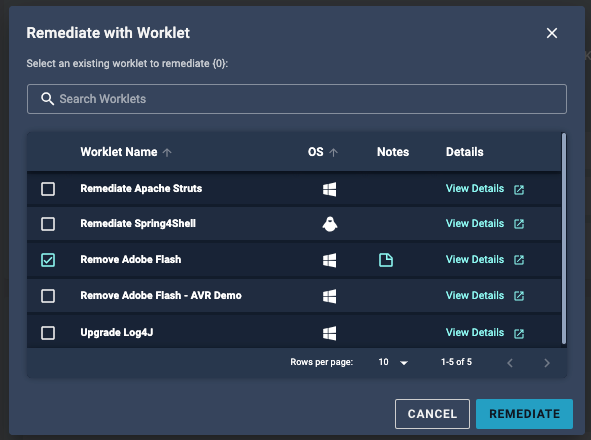 Remediate with Worklet
Select an existing worklet to remediate {0}:
Search Worklets
Worklet Name OS Notes Details
Remediate Apache Struts View Details
Remediate Spring4Shell View Details
Remove Adobe Flash View Details
Remove Adobe Flash - AVR Demo View Details
Upgrade Log4J View Details
Rows per page: 10 1-5 of 5
CANCEL REMEDIATE